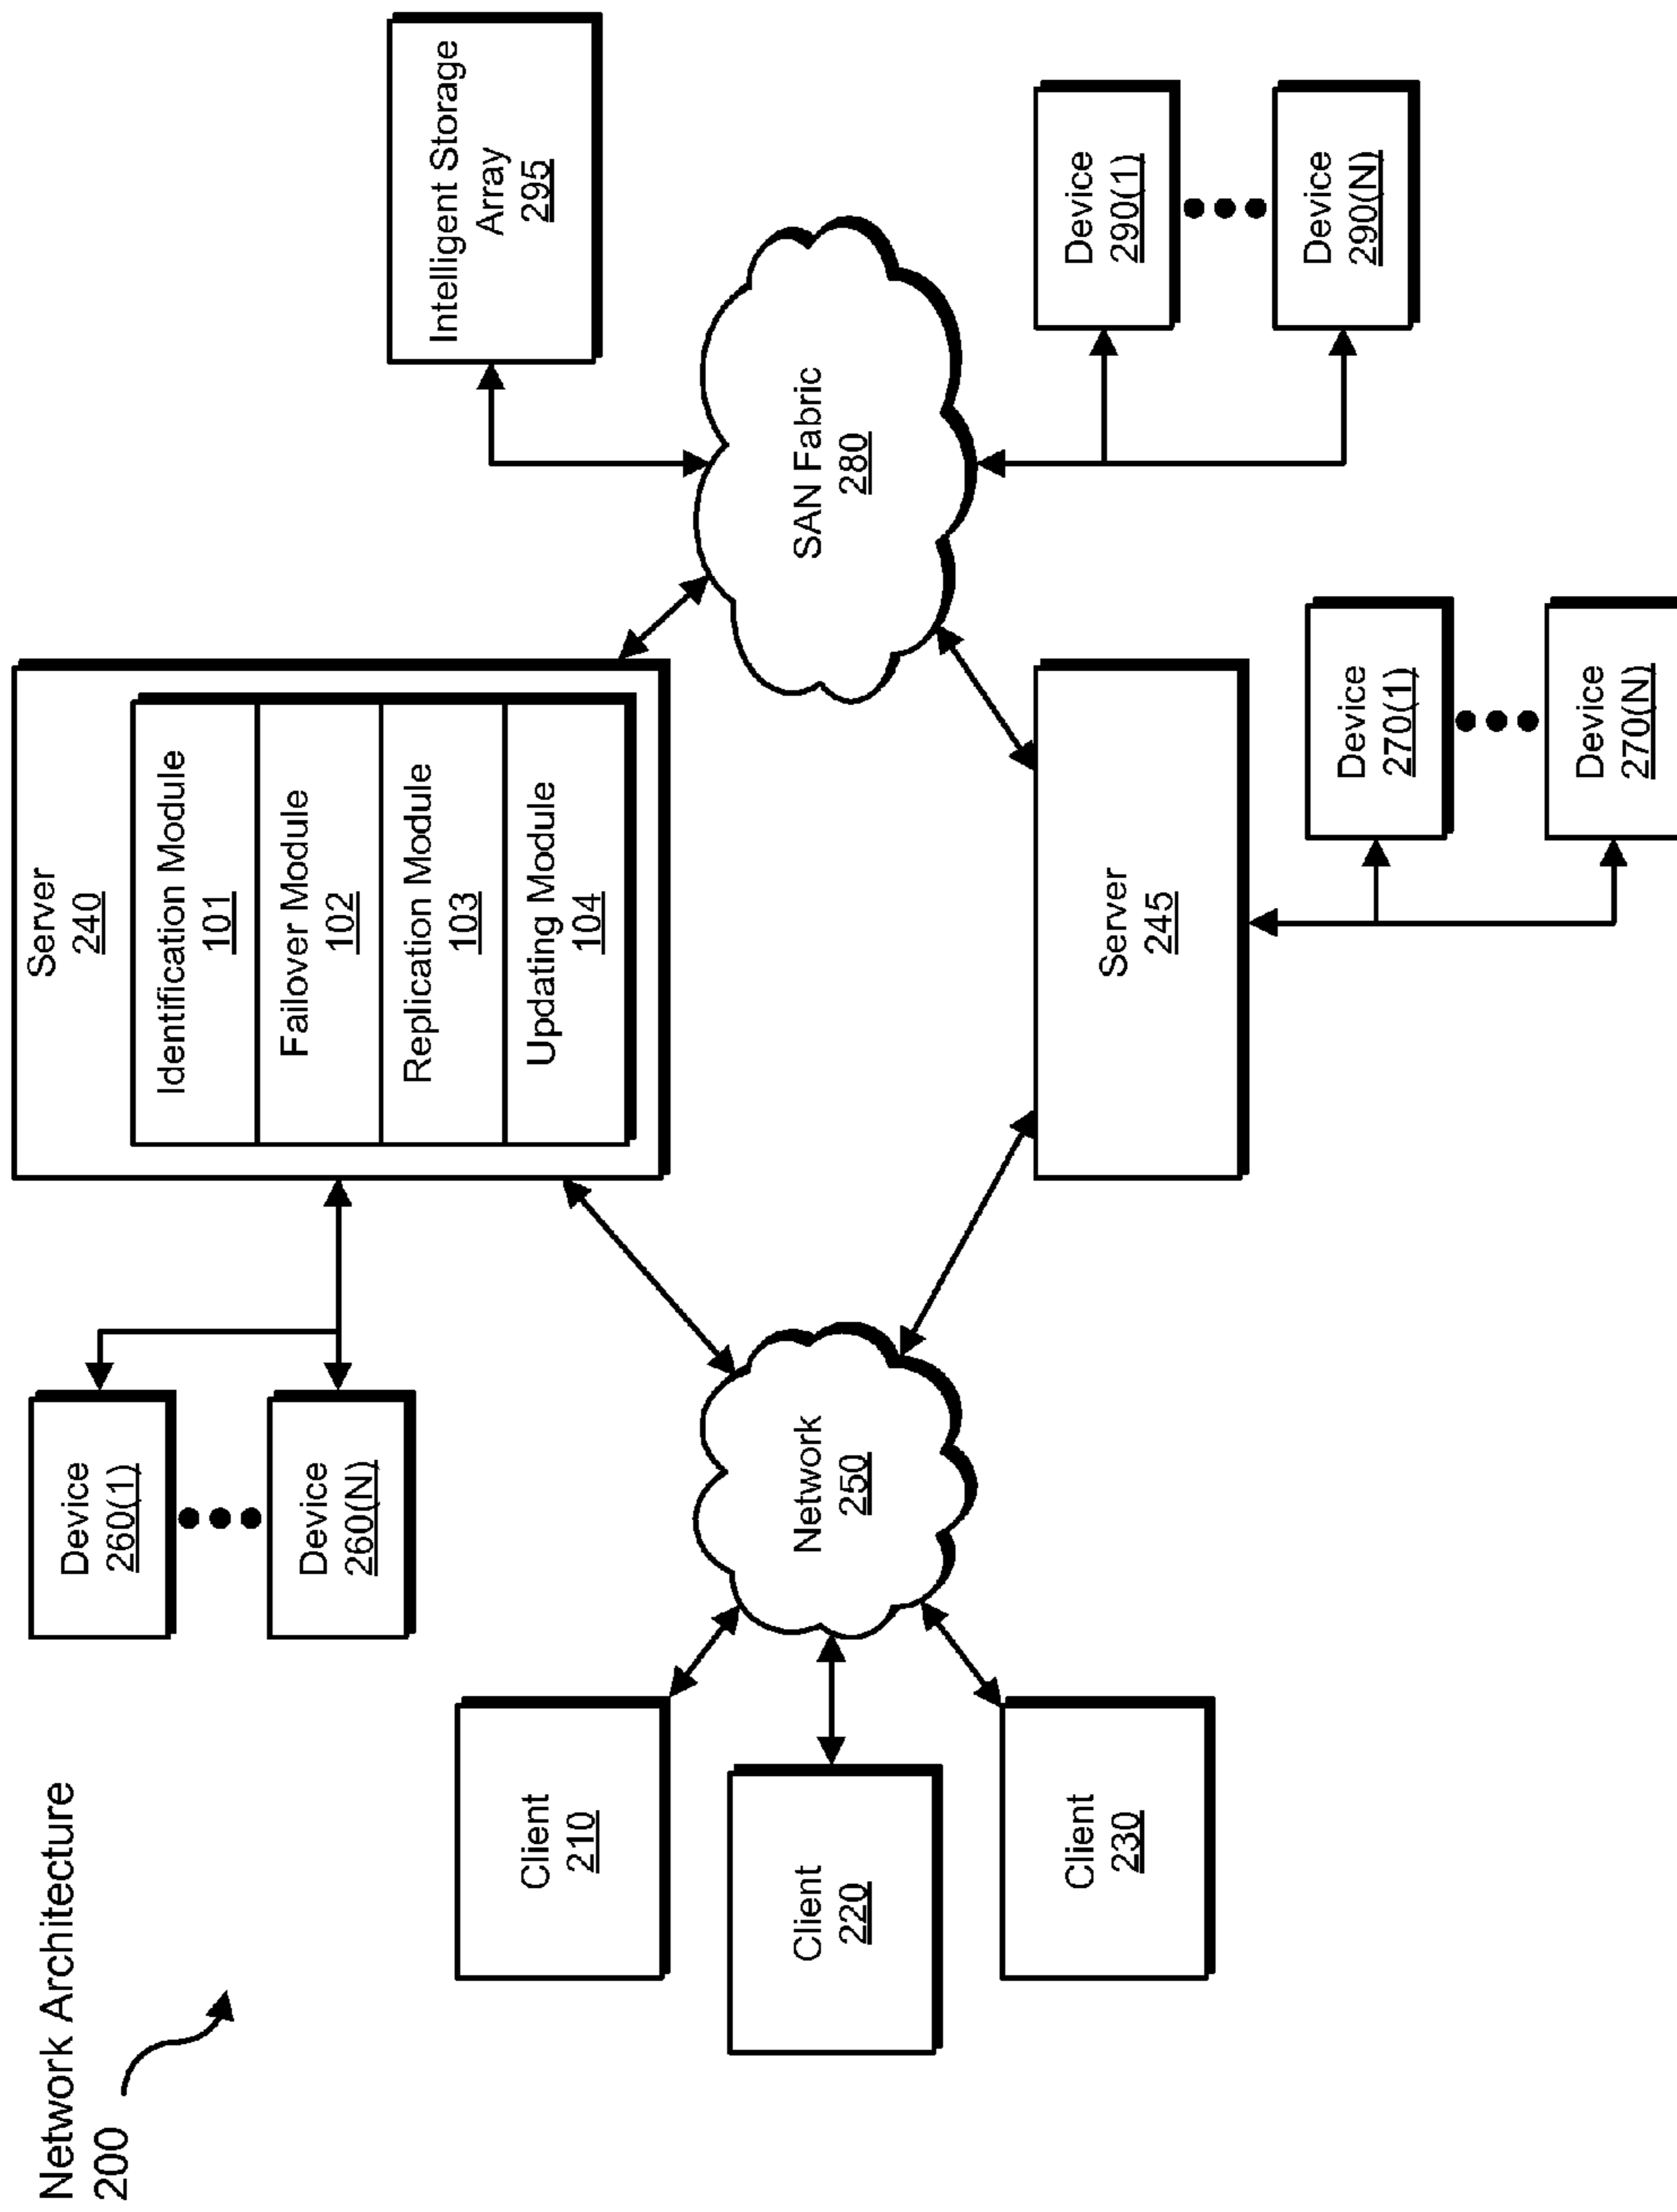 Network Architecture
200
Device
260(1)
Device
260(N)
Server
240
Identification Module
101
Failover Module
102
Replication Module
103
Updating Module
104
Intelligent Storage
Array
295
Client
210
Client
220
Client
230
Network
250
SAN Fabric
280
Server
245
Device
290(1)
Device
290(N)
Device
270(1)
Device
270(N)